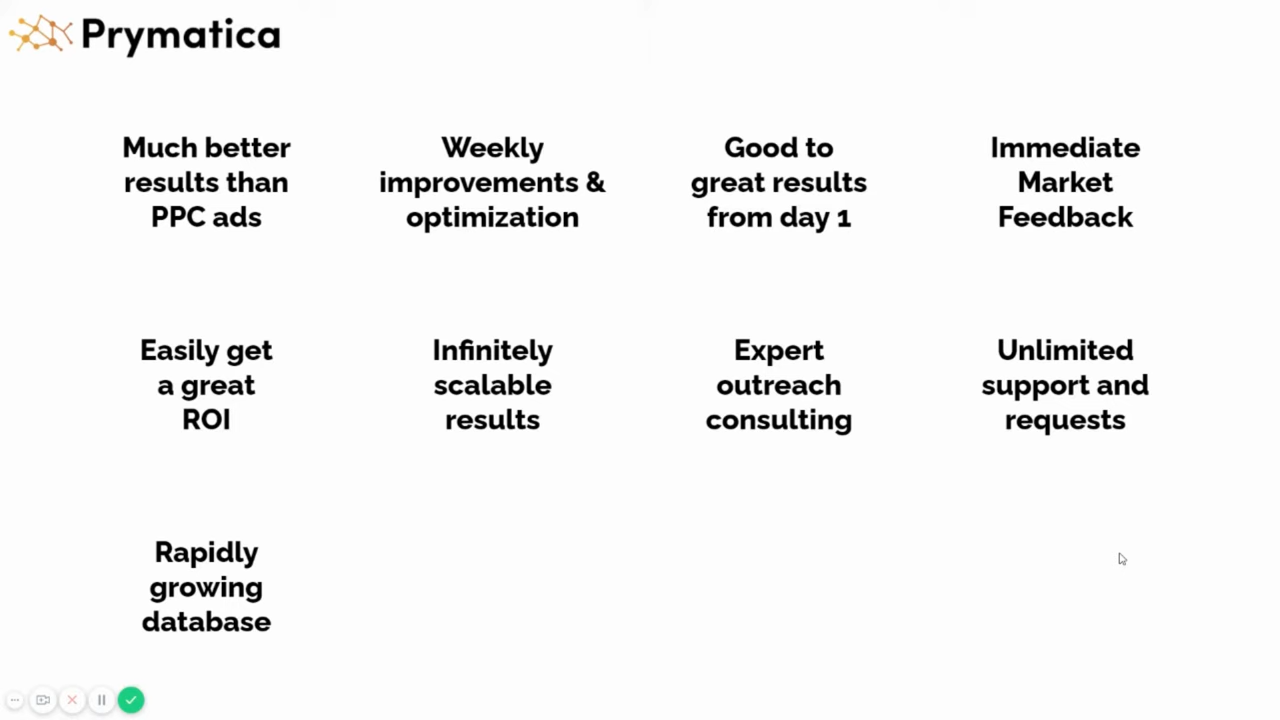 Prymatica
Much better
results than
PPC ads
Weekly
improvements &
optimization
Good to
great results
from day 1
Immediate
Market
Feedback
Easily get
a great
ROI
Infinitely
scalable
results
Expert
outreach
consulting
Unlimited
support and
requests
Rapidly
growing
database